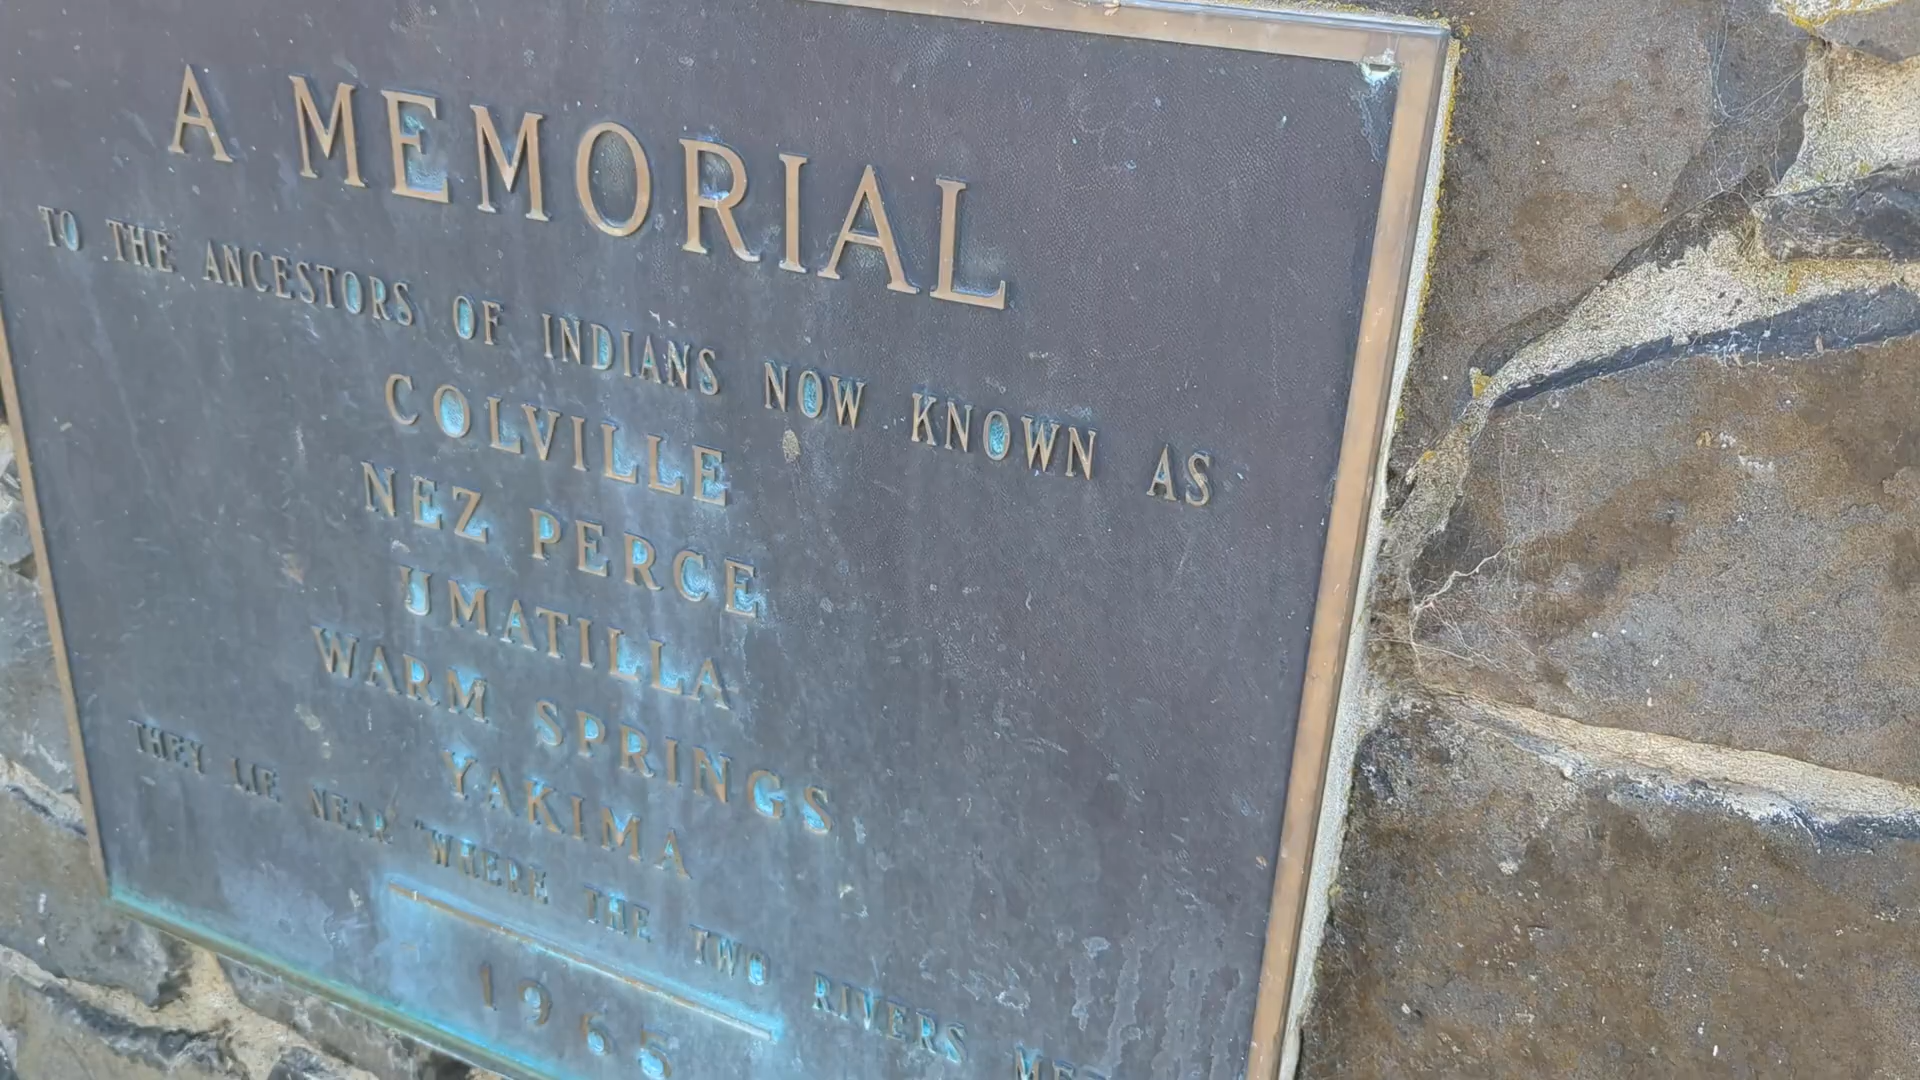 A MEMORIAL
TO THE ANCESTORS OF INDIANS NOW KNOWN AS
COLVILLE
NEZ PERCE
UMATILLA
WARM SPRINGS
YAKIMA
THEY LIE NEAR "WHERE THE TWO RIVERS MET
1965